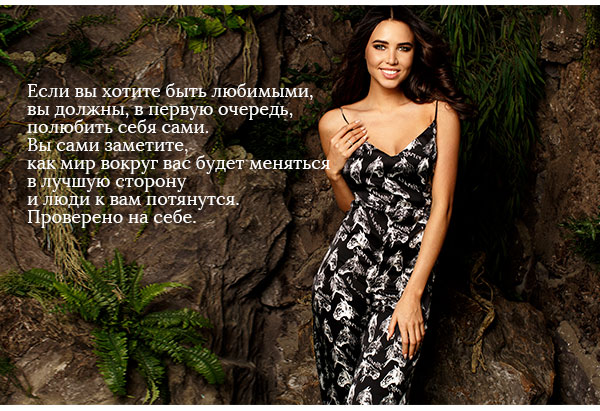 Если вы хотите быть любимыми,
вы должны, в первую очередь,
полюбить себя сами.
Вы сами заметите,
как мир вокруг вас будет меняться
в лучшую сторону
и люди к вам потянутся.
Проверено на себе.